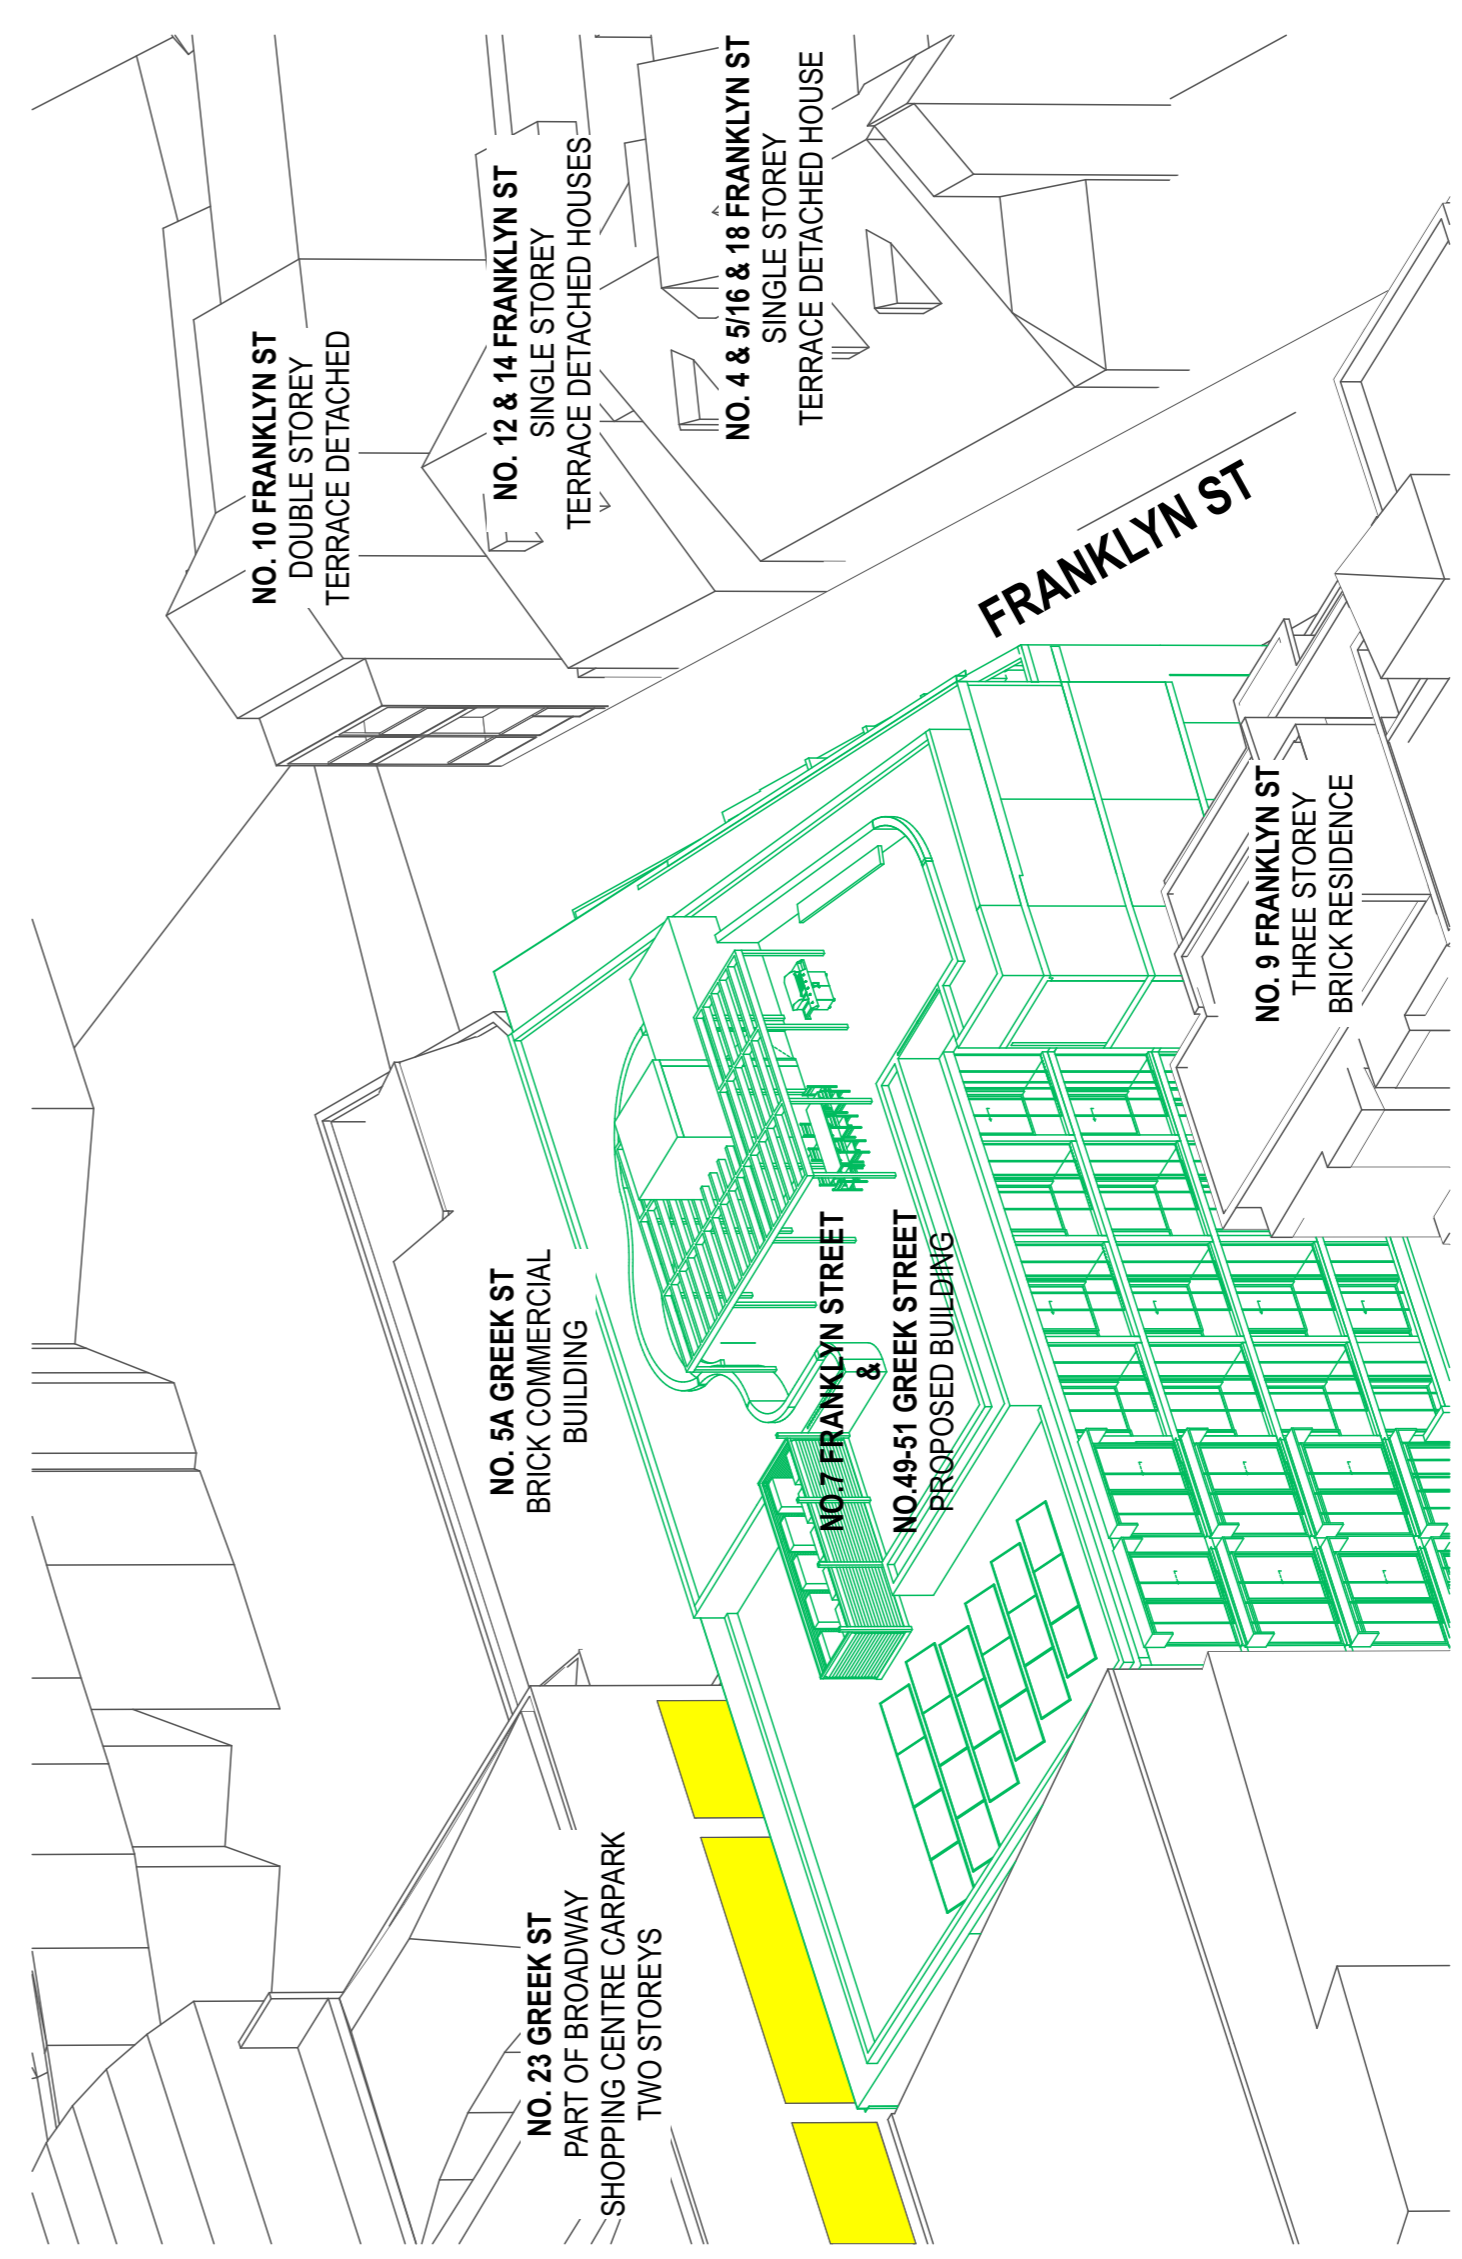 NO. 23 GREEK ST
PART OF BROADWAY
SHOPPING CENTRE CARPARK
TWO STOREYS
NO. 5A GREEK ST
BRICK COMMERCIAL
BUILDING
NO. 10 FRANKLYN ST
DOUBLE STOREY
TERRACE DETACHED
NO. 12 & 14 FRANKLYN ST
SINGLE STOREY
TERRACE DETACHED HOUSES
NO. 4 & 5/16 & 18 FRANKLYN ST
SINGLE STOREY
TERRACE DETACHED HOUSE
NO.7 FRANKLYN STREET
&
NO.49-51 GREEK STREET
PROPOSED BUILDING
FRANKLYN ST
NO. 9 FRANKLYN ST
THREE STOREY
BRICK RESIDENCE